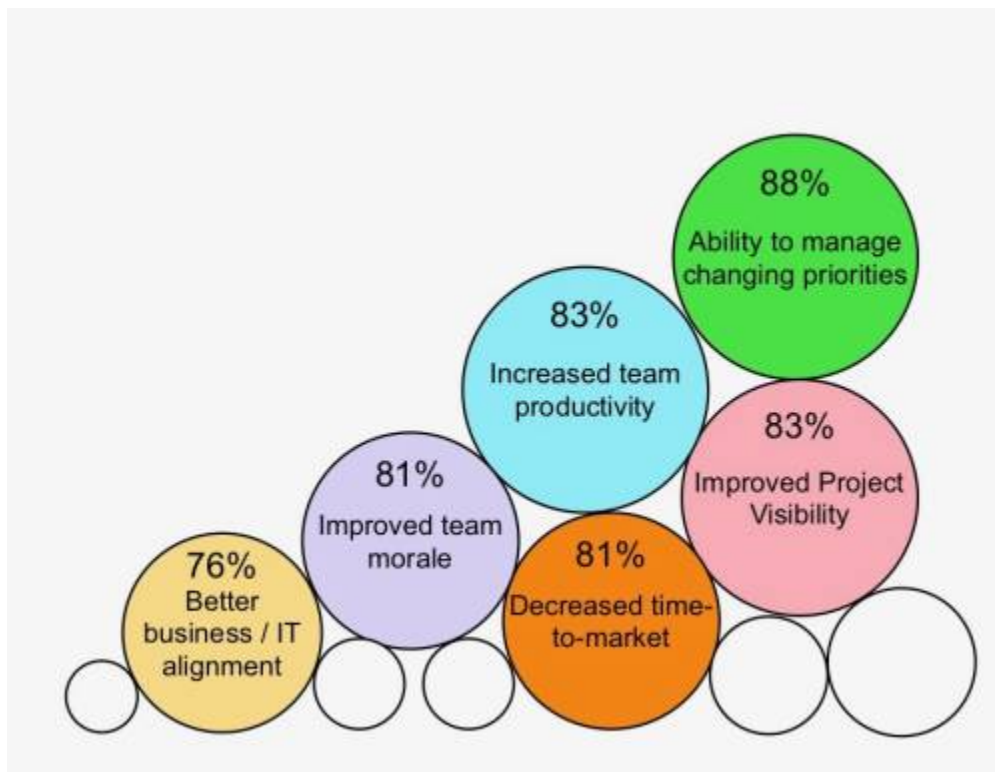 88%
Ability to manage
changing priorities
83%
Increased team
productivity
83%
Improved Project
Visibility
81%
Improved team
morale
81%
Decreased time-
to-market
76%
Better
business / IT
alignment